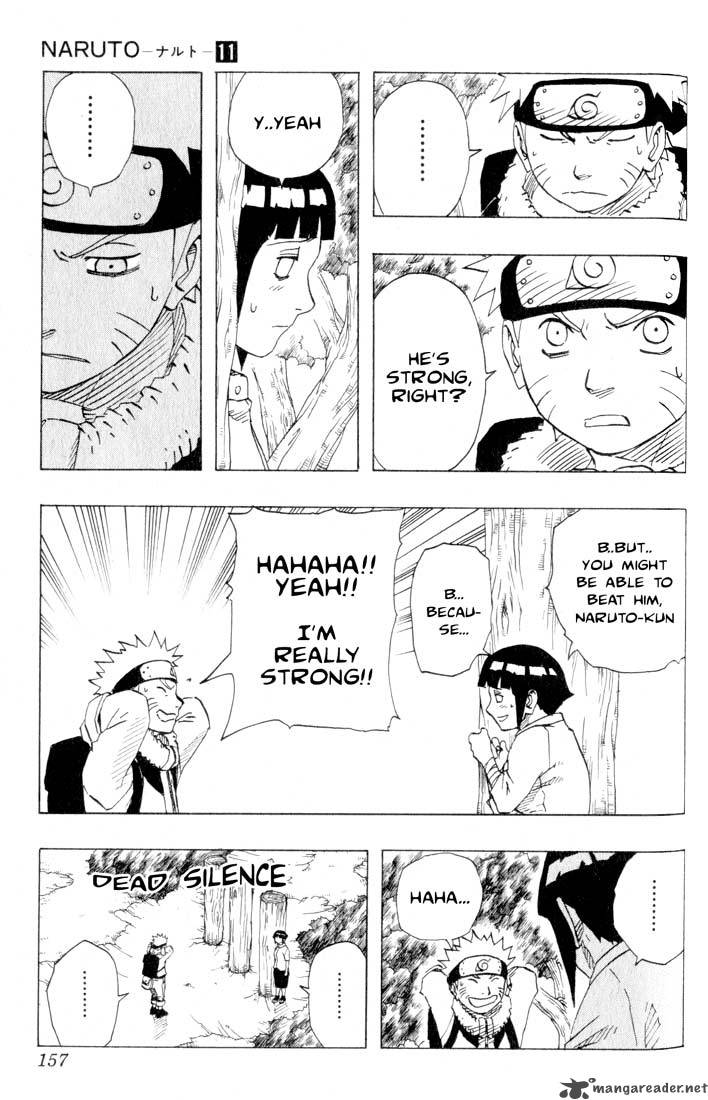 NARUTO—ナルト—11
........
HE'S
STRONG,
RIGHT?
Y..YEAH
........
B..BUT..
YOU MIGHT
BE ABLE TO
BEAT HIM,
NARUTO-KUN
B...
BECAU-
SE...
HAHAHA!!
YEAH!!
I'M
REALLY
STRONG!!
........
HAHA...
DEAD SILENCE
........
........
157
mangareader.net